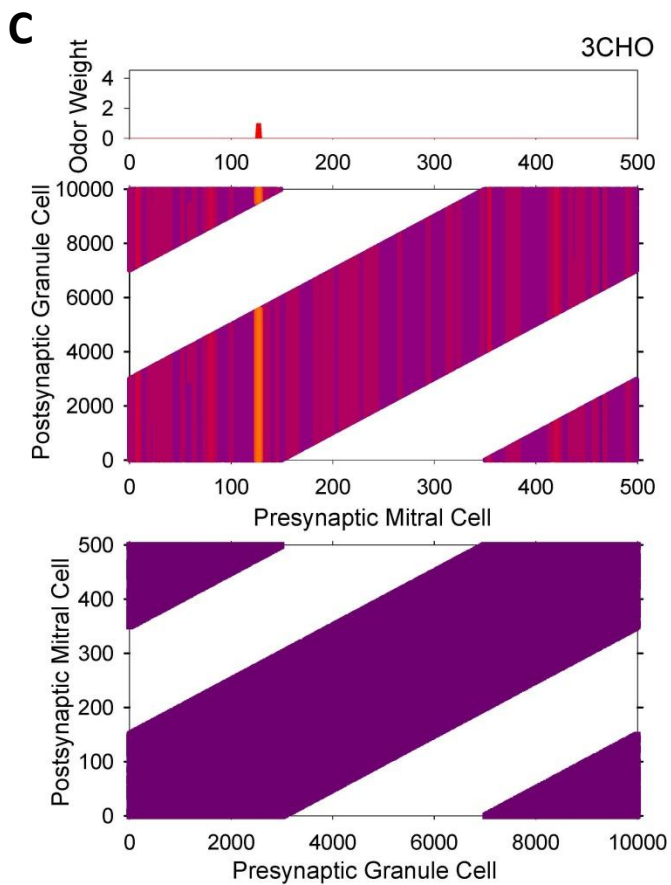 C
3CHO
Odor Weight
4
2
0
0 100 200 300 400 500
Postsynaptic Granule Cell
10000
8000
6000
4000
2000
0
0 100 200 300 400 500
Presynaptic Mitral Cell
Postsynaptic Mitral Cell
500
400
300
200
100
0
0 2000 4000 6000 8000 10000
Presynaptic Granule Cell